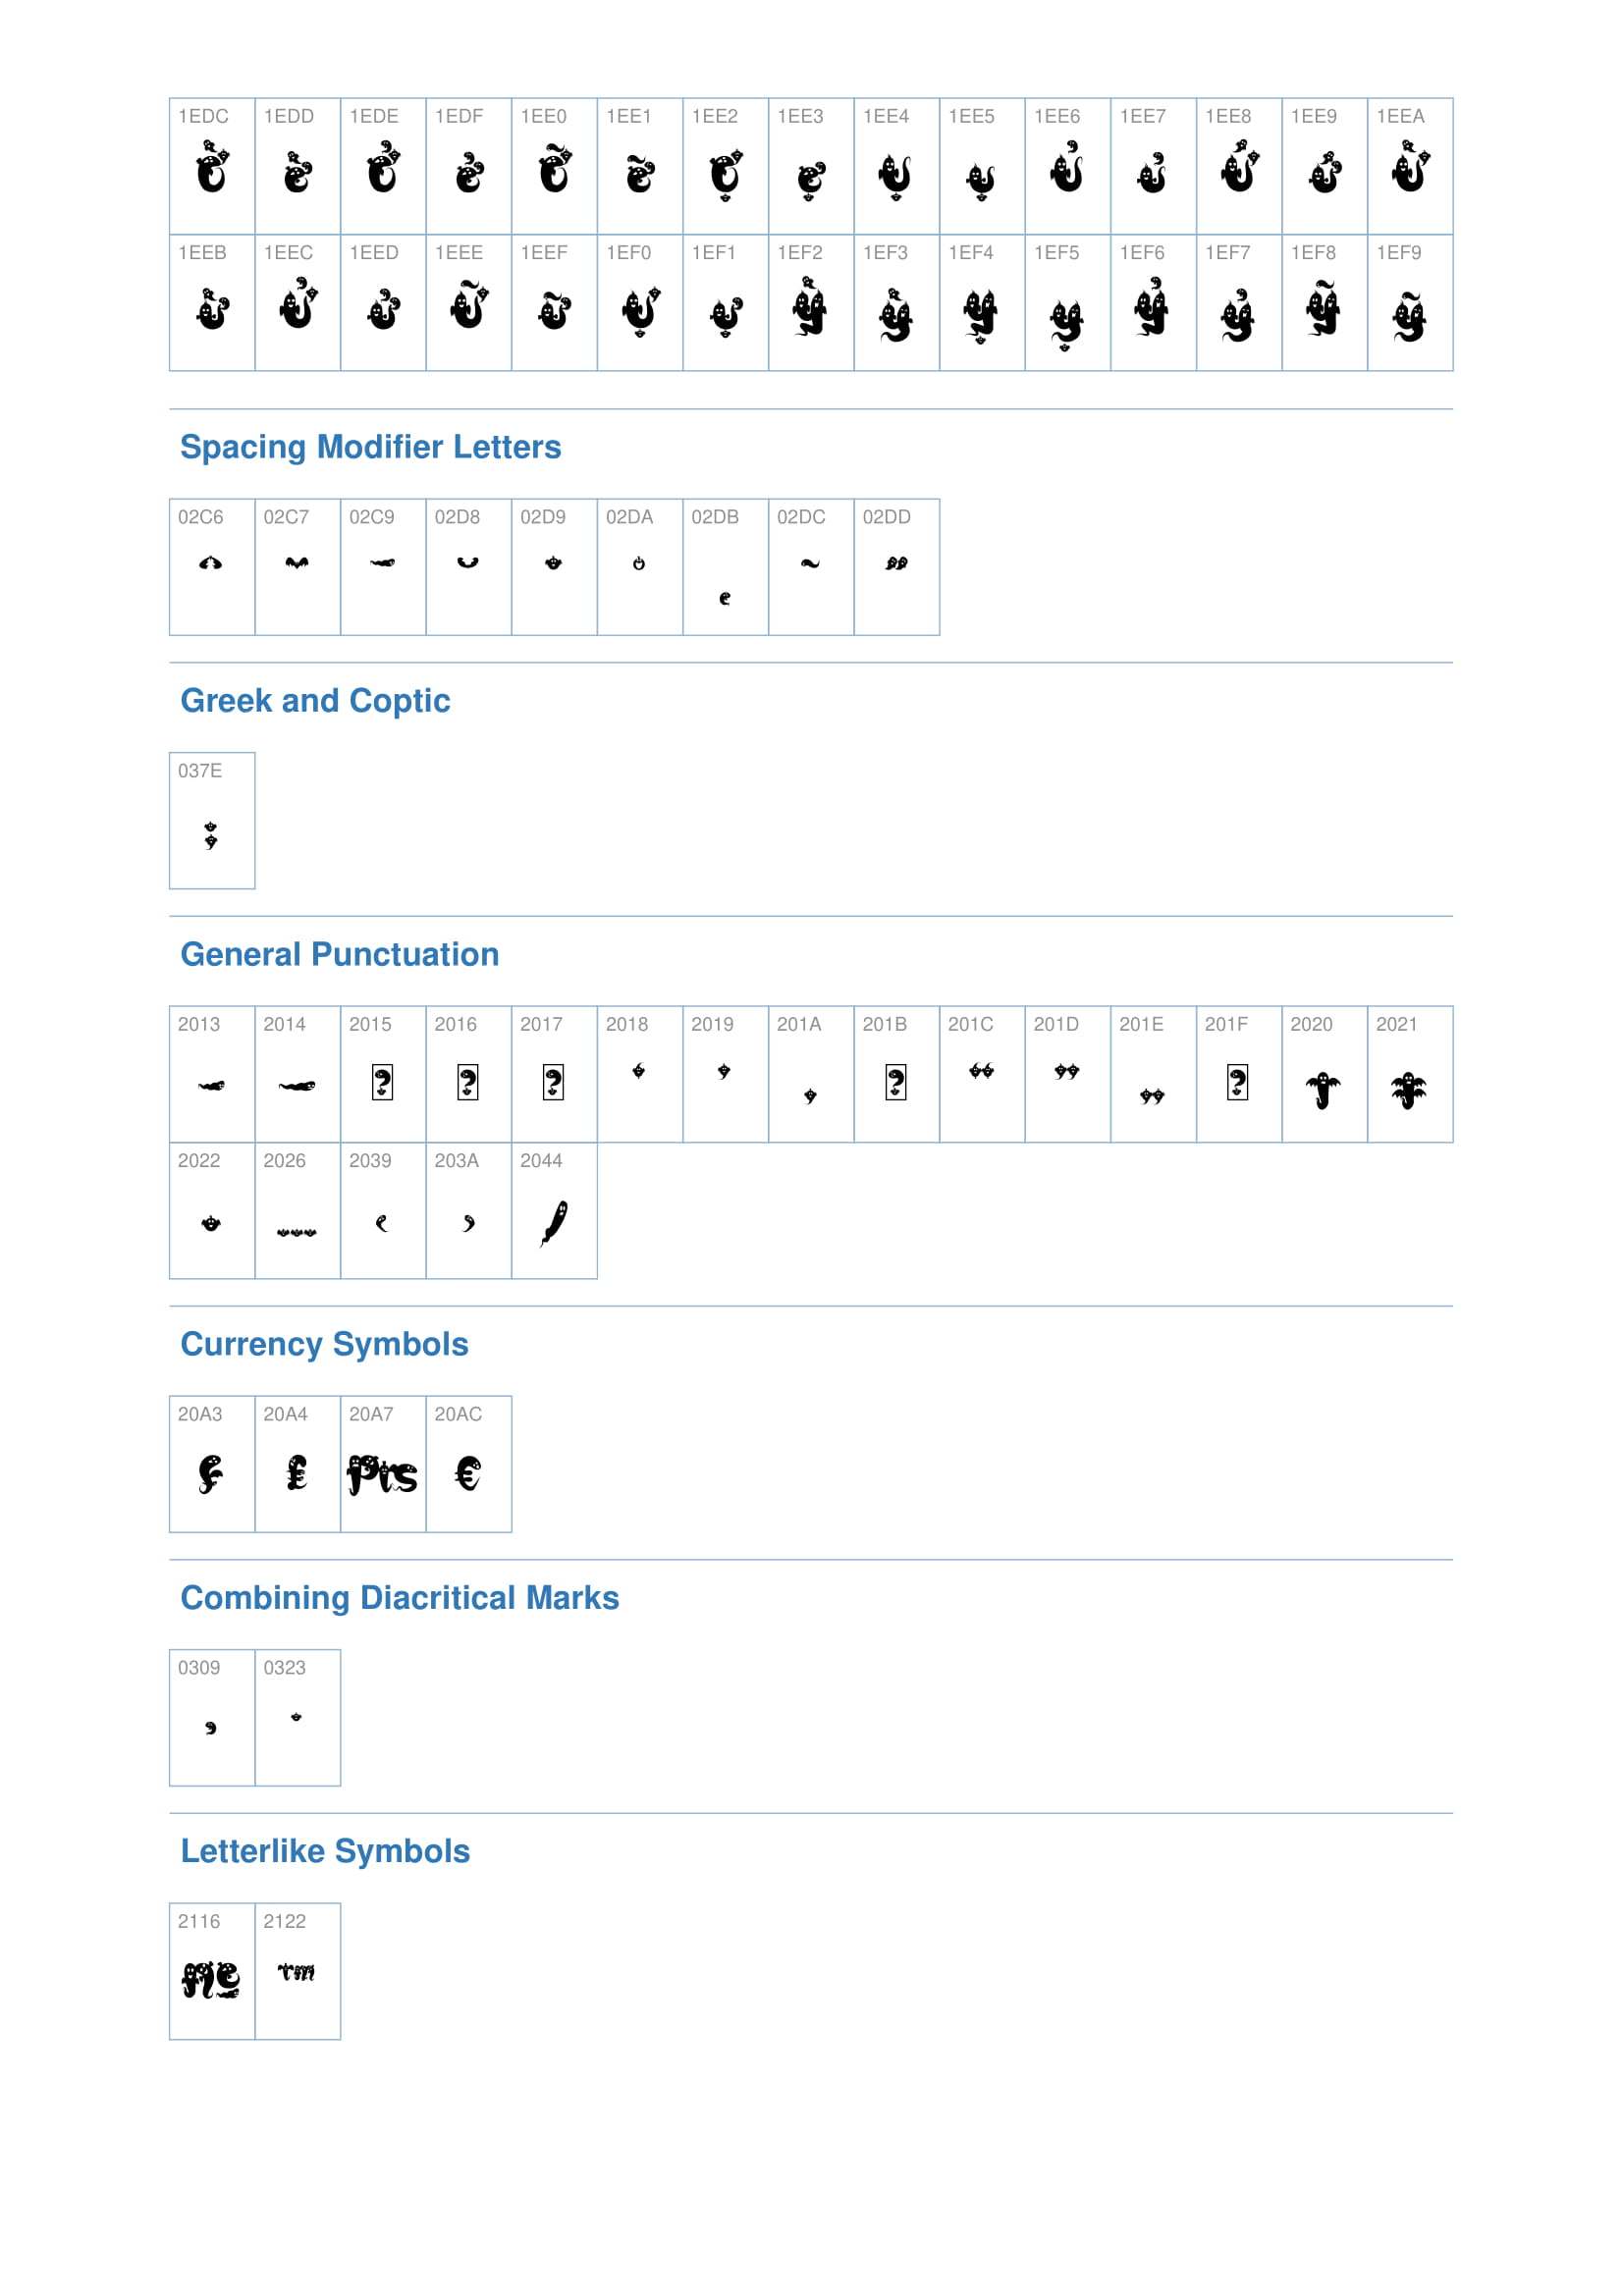 1EDC 1EDD 1EDE 1EDF 1EE0 1EE1 1EE2 1EE3 1EE4 1EE5 1EE6 1EE7 1EE8 1EE9 1EEA
Ờ ờ Ở ở Ỡ ỡ Ợ ợ Ụ ụ Ủ ủ Ứ ứ Ừ
1EEB 1EEC 1EED 1EEE 1EEF 1EF0 1EF1 1EF2 1EF3 1EF4 1EF5 1EF6 1EF7 1EF8 1EF9
ừ Ử ử Ữ ữ Ự ự Ỳ ỳ Ỵ ỵ Ỷ ỷ Ỹ ỹ
Spacing Modifier Letters
02C6 02C7 02C9 02D8 02D9 02DA 02DB 02DC 02DD
ˆ ˇ ˉ ˘ ˙ ˚ ˛ ˜ ˝
Greek and Coptic
037E
;
General Punctuation
2013 2014 2015 2016 2017 2018 2019 201A 201B 201C 201D 201E 201F 2020 2021
– — ? ? ? ‘ ’ ‚ ? “ ” „ ? † ‡
2022 2026 2039 203A 2044
• … ‹ › ⁄
Currency Symbols
20A3 20A4 20A7 20AC
₣ ₤ ₧ €
Combining Diacritical Marks
0309 0323
̉ ̣
Letterlike Symbols
2116 2122
№ ™